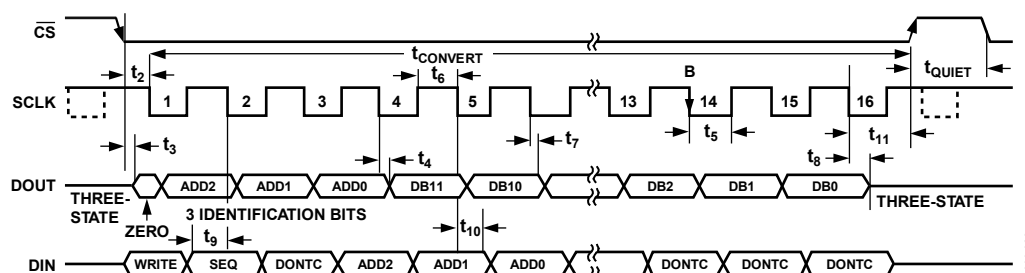 CS
tCONVERT
t2
t6
B
tQUIET
SCLK
1 2 3 4 5 13 14 15 16
t3
t4
t7
t5
t11
t8
DOUT
ADD2 ADD1 ADD0 DB11 DB10 DB2 DB1 DB0
THREE-
STATE
THREE-STATE
3 IDENTIFICATION BITS
ZERO
t9
t10
DIN
WRITE SEQ DONTC ADD2 ADD1 ADD0 DONTC DONTC DONTC